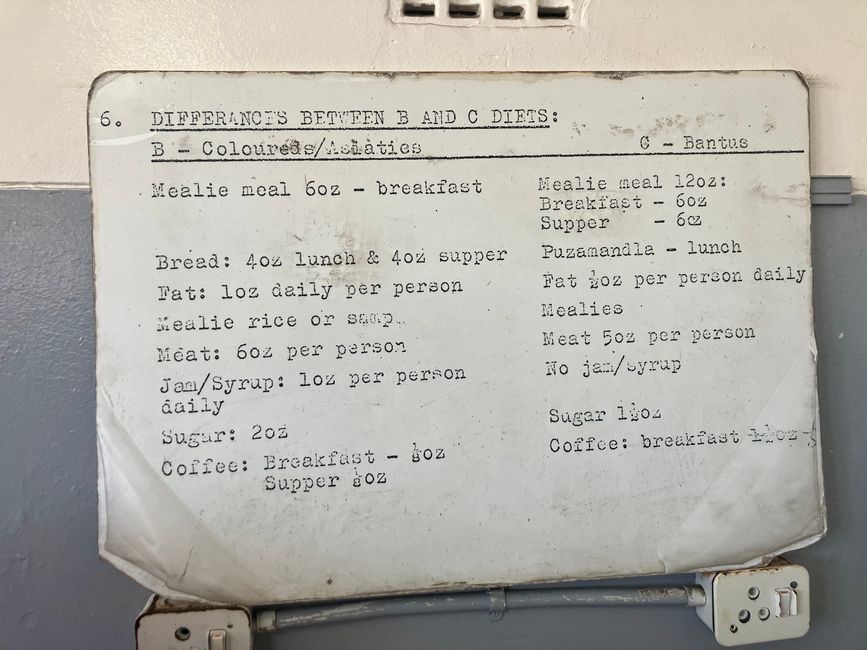 6. DIFFERANCES BETWEEN B AND C DIETS:
B - Coloureds/Asiaties
C - Bantus
Mealie meal 6oz - breakfast
Bread: 4oz lunch & 4oz supper
Fat: 1oz daily per person
Mealie rice or samp
Meat: 6oz per person
Jam/Syrup: 1oz per person
daily
Sugar: 2oz
Coffee: Breakfast - ⅛oz
Supper ⅛oz
Mealie meal 12oz:
Breakfast - 6oz
Supper - 6oz
Puzamandla - lunch
Fat ½oz per person daily
Mealies
Meat 5oz per person
No jam/syrup
Sugar 1½oz
Coffee: breakfast